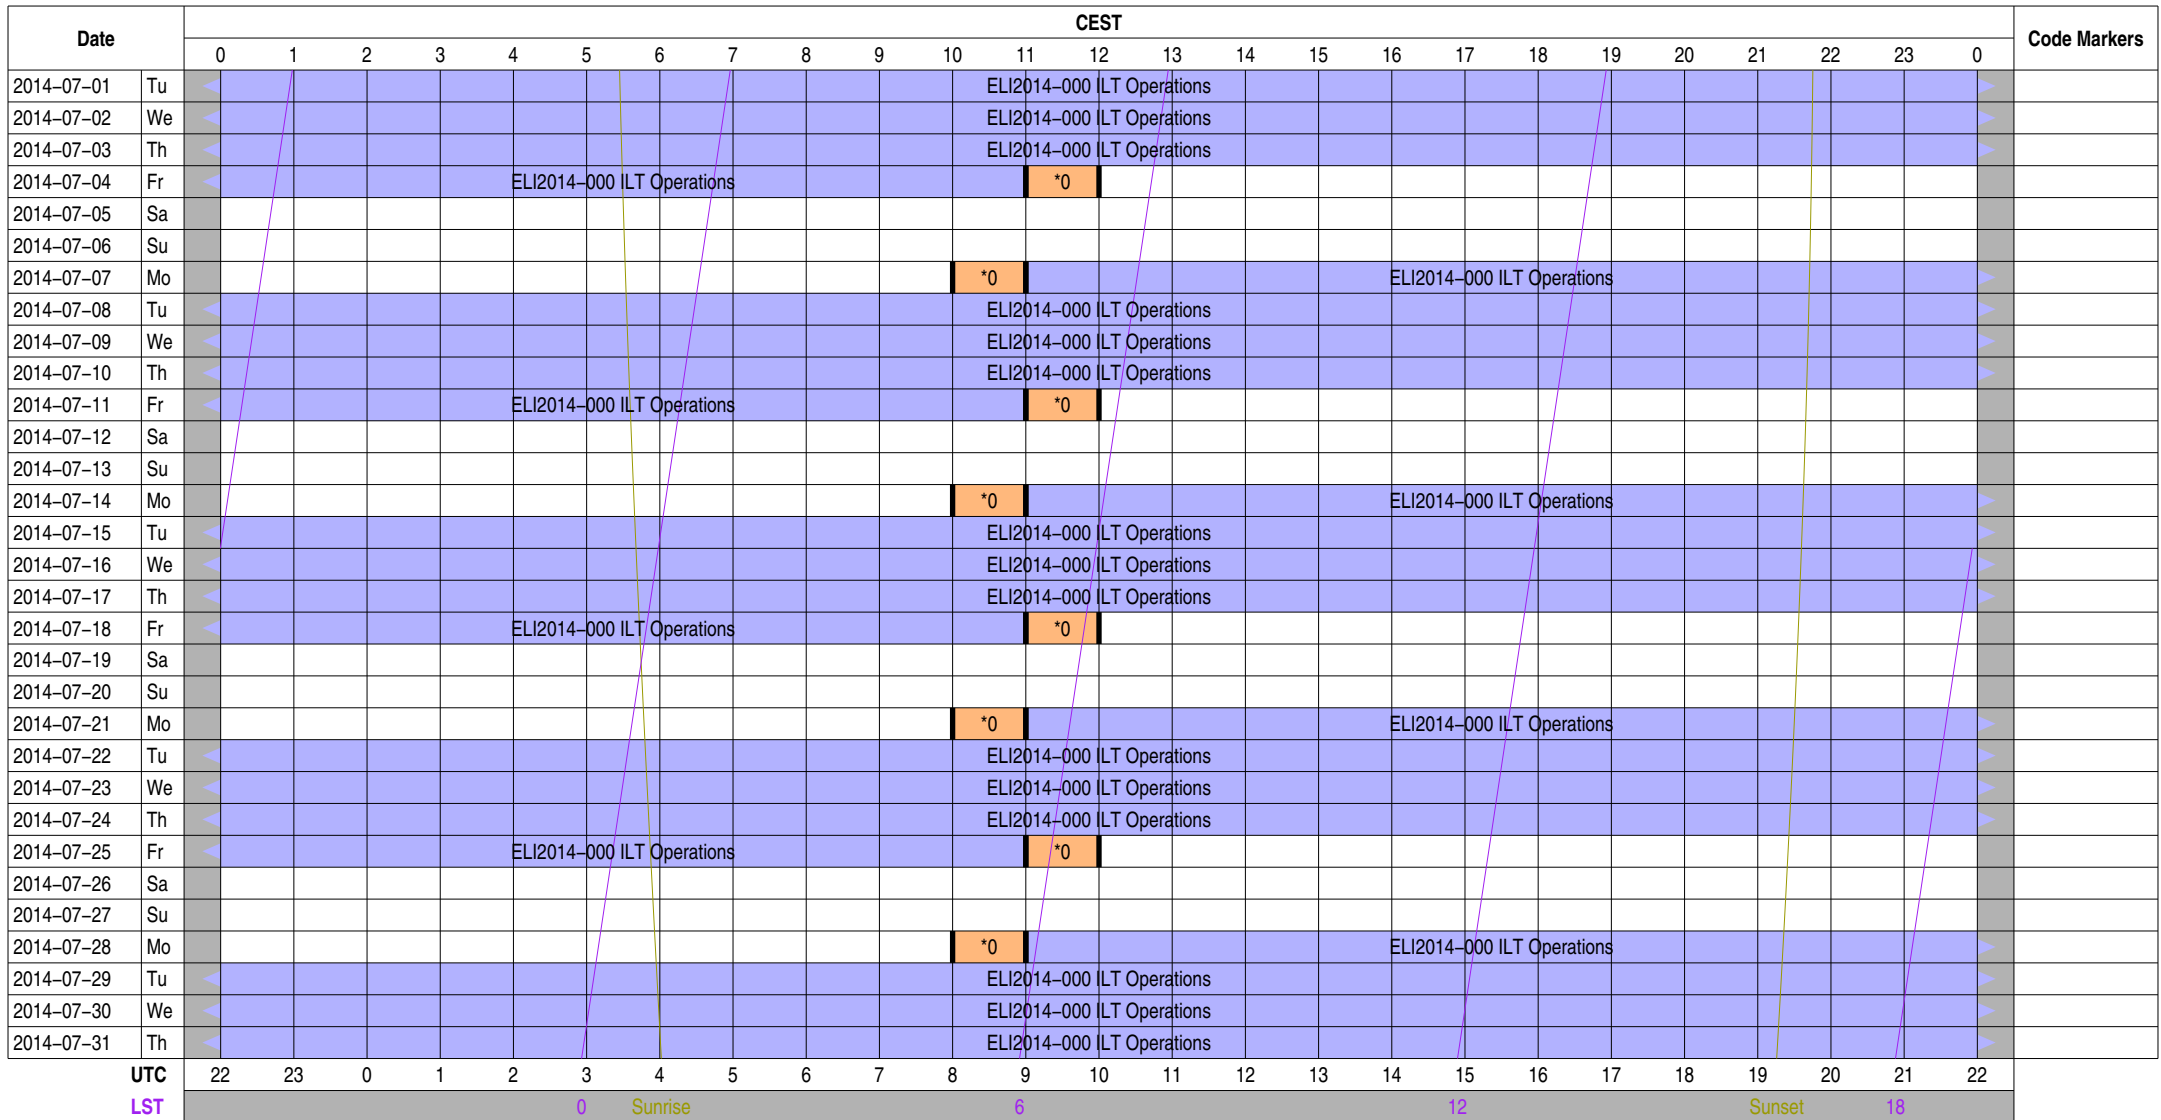 CEST
Date
Code Markers
0 1 2 3 4 5 6 7 8 9 10 11 12 13 14 15 16 17 18 19 20 21 22 23 0
2014-07-01 Tu ELI2014-000 ILT Operations
2014-07-02 We ELI2014-000 ILT Operations
2014-07-03 Th ELI2014-000 ILT Operations
2014-07-04 Fr ELI2014-000 ILT Operations *0
2014-07-05 Sa
2014-07-06 Su
2014-07-07 Mo *0 ELI2014-000 ILT Operations
2014-07-08 Tu ELI2014-000 ILT Operations
2014-07-09 We ELI2014-000 ILT Operations
2014-07-10 Th ELI2014-000 ILT Operations
2014-07-11 Fr ELI2014-000 ILT Operations *0
2014-07-12 Sa
2014-07-13 Su
2014-07-14 Mo *0 ELI2014-000 ILT Operations
2014-07-15 Tu ELI2014-000 ILT Operations
2014-07-16 We ELI2014-000 ILT Operations
2014-07-17 Th ELI2014-000 ILT Operations
2014-07-18 Fr ELI2014-000 ILT Operations *0
2014-07-19 Sa
2014-07-20 Su
2014-07-21 Mo *0 ELI2014-000 ILT Operations
2014-07-22 Tu ELI2014-000 ILT Operations
2014-07-23 We ELI2014-000 ILT Operations
2014-07-24 Th ELI2014-000 ILT Operations
2014-07-25 Fr ELI2014-000 ILT Operations *0
2014-07-26 Sa
2014-07-27 Su
2014-07-28 Mo *0 ELI2014-000 ILT Operations
2014-07-29 Tu ELI2014-000 ILT Operations
2014-07-30 We ELI2014-000 ILT Operations
2014-07-31 Th ELI2014-000 ILT Operations
UTC 22 23 0 1 2 3 4 5 6 7 8 9 10 11 12 13 14 15 16 17 18 19 20 21 22
LST 0 Sunrise 6 12 Sunset 18